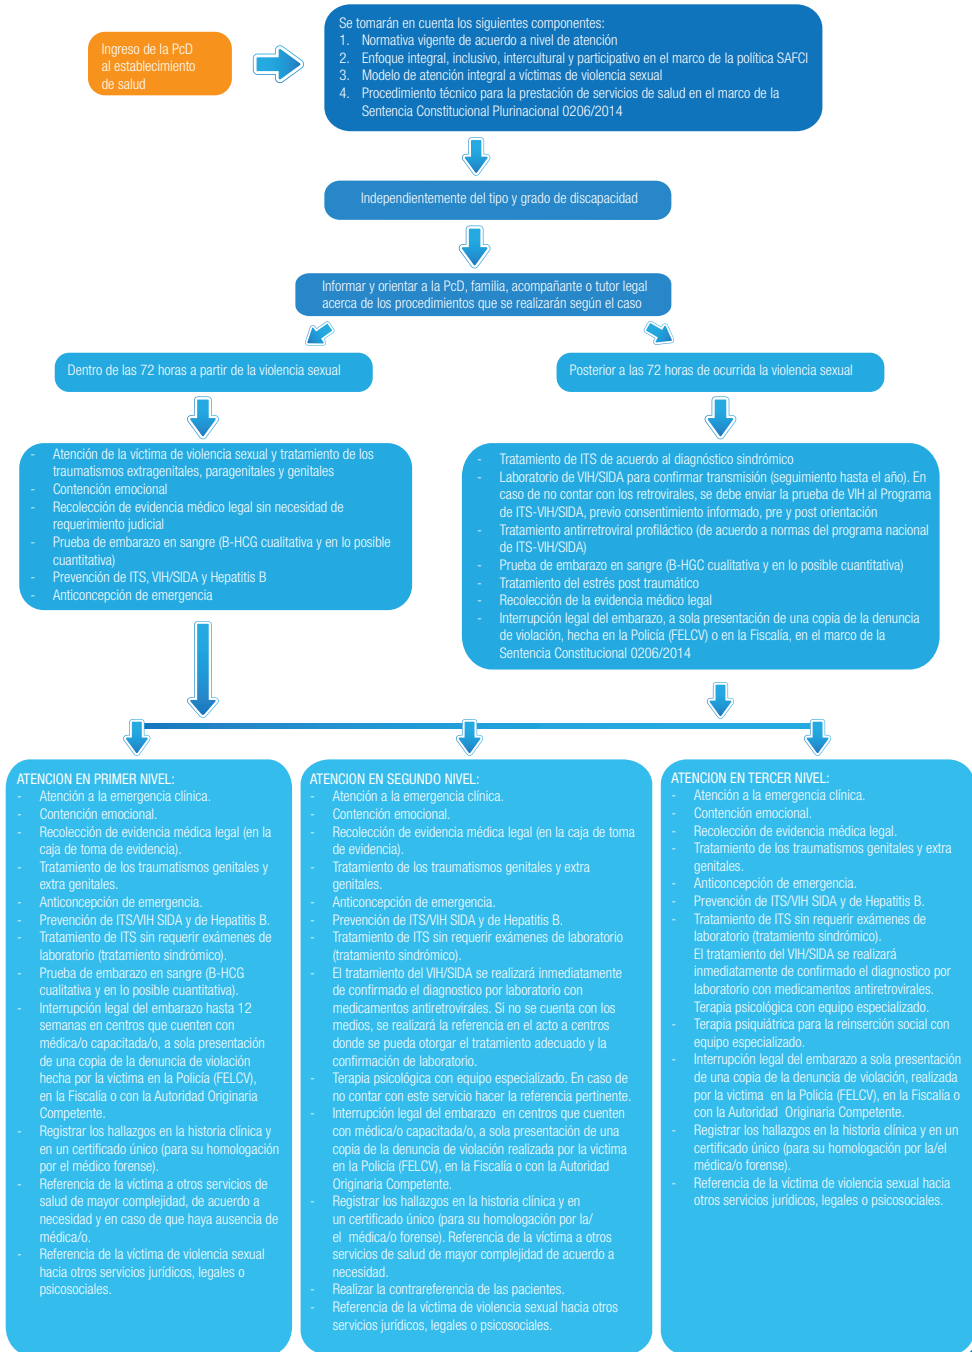 Ingreso de la PcD
al establecimiento
de salud
Se tomarán en cuenta los siguientes componentes:
1. Normativa vigente de acuerdo a nivel de atención
2. Enfoque integral, inclusivo, intercultural y participativo en el marco de la política SAFCI
3. Modelo de atención integral a víctimas de violencia sexual
4. Procedimiento técnico para la prestación de servicios de salud en el marco de la
Sentencia Constitucional Plurinacional 0206/2014
Independientemente del tipo y grado de discapacidad
Informar y orientar a la PcD, familia, acompañante o tutor legal
acerca de los procedimientos que se realizarán según el caso
Dentro de las 72 horas a partir de la violencia sexual
- Atención de la víctima de violencia sexual y tratamiento de los
traumatismos extragenitales, paragenitales y genitales
- Contención emocional
- Recolección de evidencia médico legal sin necesidad de
requerimiento judicial
- Prueba de embarazo en sangre (B-HCG cualitativa y en lo posible
cuantitativa)
- Prevención de ITS, VIH/SIDA y Hepatitis B
- Anticoncepción de emergencia
Posterior a las 72 horas de ocurrida la violencia sexual
- Tratamiento de ITS de acuerdo al diagnóstico sindrómico
- Laboratorio de VIH/SIDA para confirmar transmisión (seguimiento hasta el año). En
caso de no contar con los retrovirales, se debe enviar la prueba de VIH al Programa
de ITS-VIH/SIDA, previo consentimiento informado, pre y post orientación
- Tratamiento antirretroviral profiláctico (de acuerdo a normas del programa nacional
de ITS-VIH/SIDA)
- Prueba de embarazo en sangre (B-HGC cualitativa y en lo posible cuantitativa)
- Tratamiento del estrés post traumático
- Recolección de la evidencia médico legal
- Interrupción legal del embarazo, a sola presentación de una copia de la denuncia
de violación, hecha en la Policía (FELCV) o en la Fiscalía, en el marco de la
Sentencia Constitucional 0206/2014
ATENCION EN PRIMER NIVEL:
- Atención a la emergencia clínica.
- Contención emocional.
- Recolección de evidencia médica legal (en la
caja de toma de evidencia).
- Tratamiento de los traumatismos genitales y
extra genitales.
- Anticoncepción de emergencia.
- Prevención de ITS/VIH SIDA y de Hepatitis B.
- Tratamiento de ITS sin requerir exámenes de
laboratorio (tratamiento sindrómico).
- Prueba de embarazo en sangre (B-HCG
cualitativa y en lo posible cuantitativa).
- Interrupción legal del embarazo hasta 12
semanas en centros que cuenten con
médica/o capacitada/o, a sola presentación
de una copia de la denuncia de violación
hecha por la victima en la Policía (FELCV),
en la Fiscalía o con la Autoridad Originaria
Competente.
- Registrar los hallazgos en la historia clínica y
en un certificado único (para su homologación
por el médico forense).
- Referencia de la víctima a otros servicios de
salud de mayor complejidad, de acuerdo a
necesidad y en caso de que haya ausencia de
médica/o.
- Referencia de la víctima de violencia sexual
hacia otros servicios jurídicos, legales o
psicosociales.
ATENCION EN SEGUNDO NIVEL:
- Atención a la emergencia clínica.
- Contención emocional.
- Recolección de evidencia médica legal (en la caja de toma
de evidencia).
- Tratamiento de los traumatismos genitales y extra
genitales.
- Anticoncepción de emergencia.
- Prevención de ITS/VIH SIDA y de Hepatitis B.
- Tratamiento de ITS sin requerir exámenes de laboratorio
(tratamiento sindrómico).
- El tratamiento del VIH/SIDA se realizará inmediatamente
de confirmado el diagnostico por laboratorio con
medicamentos antiretrovirales. Si no se cuenta con los
medios, se realizará la referencia en el acto a centros
donde se pueda otorgar el tratamiento adecuado y la
confirmación de laboratorio.
- Terapia psicológica con equipo especializado. En caso de
no contar con este servicio hacer la referencia pertinente.
- Interrupción legal del embarazo en centros que cuenten
con médica/o capacitada/o, a sola presentación de una
copia de la denuncia de violación realizada por la victima
en la Policía (FELCV), en la Fiscalía o con la Autoridad
Originaria Competente.
- Registrar los hallazgos en la historia clínica y en
un certificado único (para su homologación por la/
el médica/o forense). Referencia de la víctima a otros
servicios de salud de mayor complejidad de acuerdo a
necesidad.
- Realizar la contrareferencia de las pacientes.
- Referencia de la víctima de violencia sexual hacia otros
servicios jurídicos, legales o psicosociales.
ATENCION EN TERCER NIVEL:
- Atención a la emergencia clínica.
- Contención emocional.
- Recolección de evidencia médica legal.
- Tratamiento de los traumatismos genitales y extra
genitales.
- Anticoncepción de emergencia.
- Prevención de ITS/VIH SIDA y de Hepatitis B.
- Tratamiento de ITS sin requerir exámenes de
laboratorio (tratamiento sindrómico).
El tratamiento del VIH/SIDA se realizará
inmediatamente de confirmado el diagnostico por
laboratorio con medicamentos antiretrovirales.
Terapia psicológica con equipo especializado.
- Terapia psiquiátrica para la reinserción social con
equipo especializado.
- Interrupción legal del embarazo a sola presentación
de una copia de la denuncia de violación, realizada
por la victima en la Policía (FELCV), en la Fiscalía o
con la Autoridad Originaria Competente.
- Registrar los hallazgos en la historia clínica y en un
certificado único (para su homologación por la/el
médica/o forense).
- Referencia de la víctima de violencia sexual hacia
otros servicios jurídicos, legales o psicosociales.